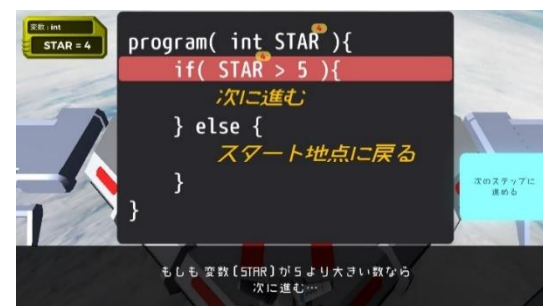 変数 : int
STAR = 4
program( int STAR ){
4
if( STAR > 5 ){
4
次に進む
} else {
スタート地点に戻る
}
}
次のステップに
進める
もしも 変数 [STAR] が 5 より大きい数なら
次に進む…